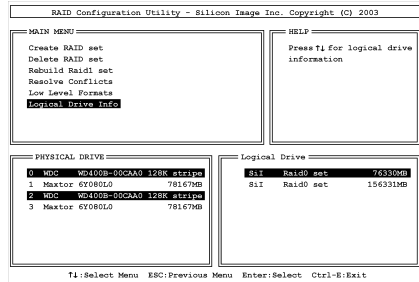 RAID Configuration Utility - Silicon Image Inc. Copyright (C) 2003
MAIN MENU
Create RAID set
Delete RAID set
Rebuild Raid1 set
Resolve Conflicts
Low Level Formats
Logical Drive Info
HELP
Press ↑↓ for logical drive
information
PHYSICAL DRIVE
0 WDC WD400B-00CAA0 128K stripe
1 Maxtor 6Y080L0 78167MB
2 WDC WD400B-00CAA0 128K stripe
3 Maxtor 6Y080L0 78167MB
Logical Drive
SiI Raid0 set 76330MB
SiI Raid0 set 156331MB
↑↓:Select Menu ESC:Previous Menu Enter:Select Ctrl-E:Exit